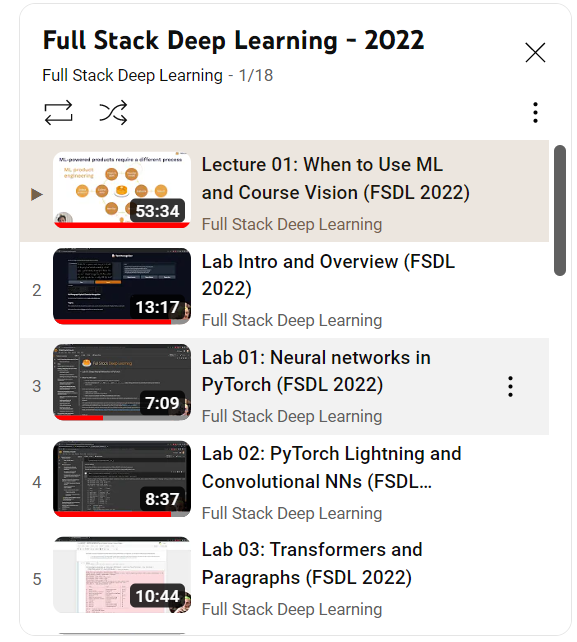 Full Stack Deep Learning - 2022
Full Stack Deep Learning - 1/18
ML-powered products require a different process
ML product
engineering
53:34
Lecture 01: When to Use ML
and Course Vision (FSDL 2022)
Full Stack Deep Learning
2
13:17
Lab Intro and Overview (FSDL
2022)
Full Stack Deep Learning
3
Full Stack Deep Learning
7:09
Lab 01: Neural networks in
PyTorch (FSDL 2022)
Full Stack Deep Learning
4
8:37
Lab 02: PyTorch Lightning and
Convolutional NNs (FSDL...
Full Stack Deep Learning
5
10:44
Lab 03: Transformers and
Paragraphs (FSDL 2022)
Full Stack Deep Learning